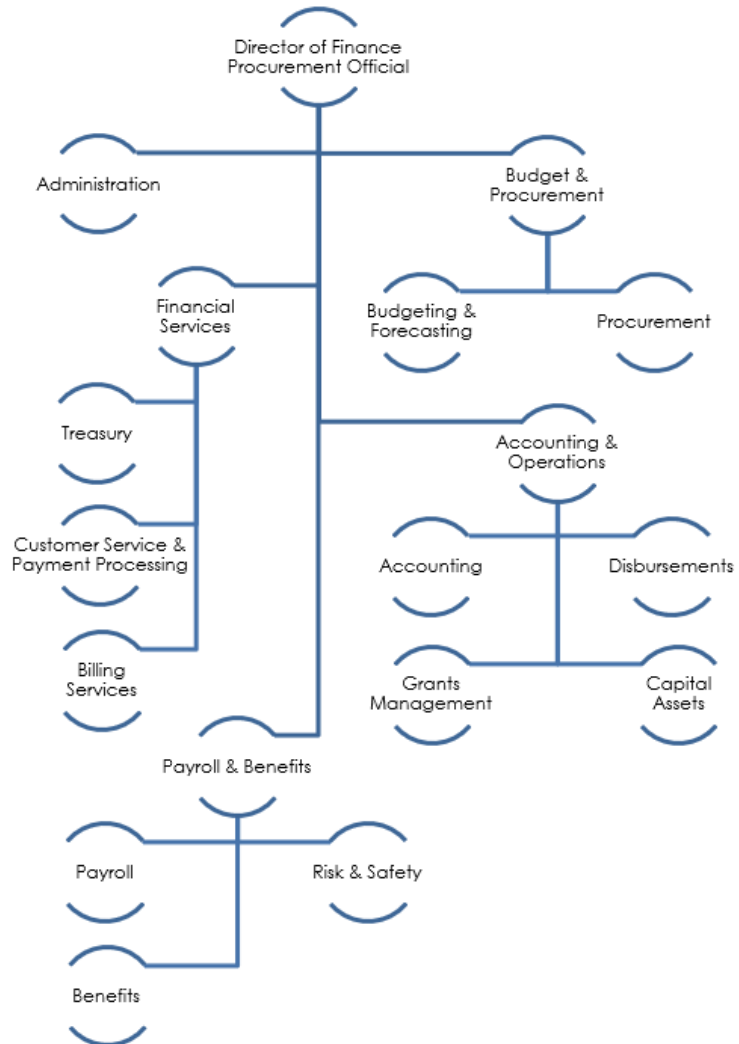 Director of Finance
Procurement Official
Administration
Budget &
Procurement
Financial
Services
Budgeting &
Forecasting
Procurement
Treasury
Accounting &
Operations
Customer Service &
Payment Processing
Accounting
Disbursements
Billing
Services
Grants
Management
Capital
Assets
Payroll & Benefits
Payroll
Risk & Safety
Benefits